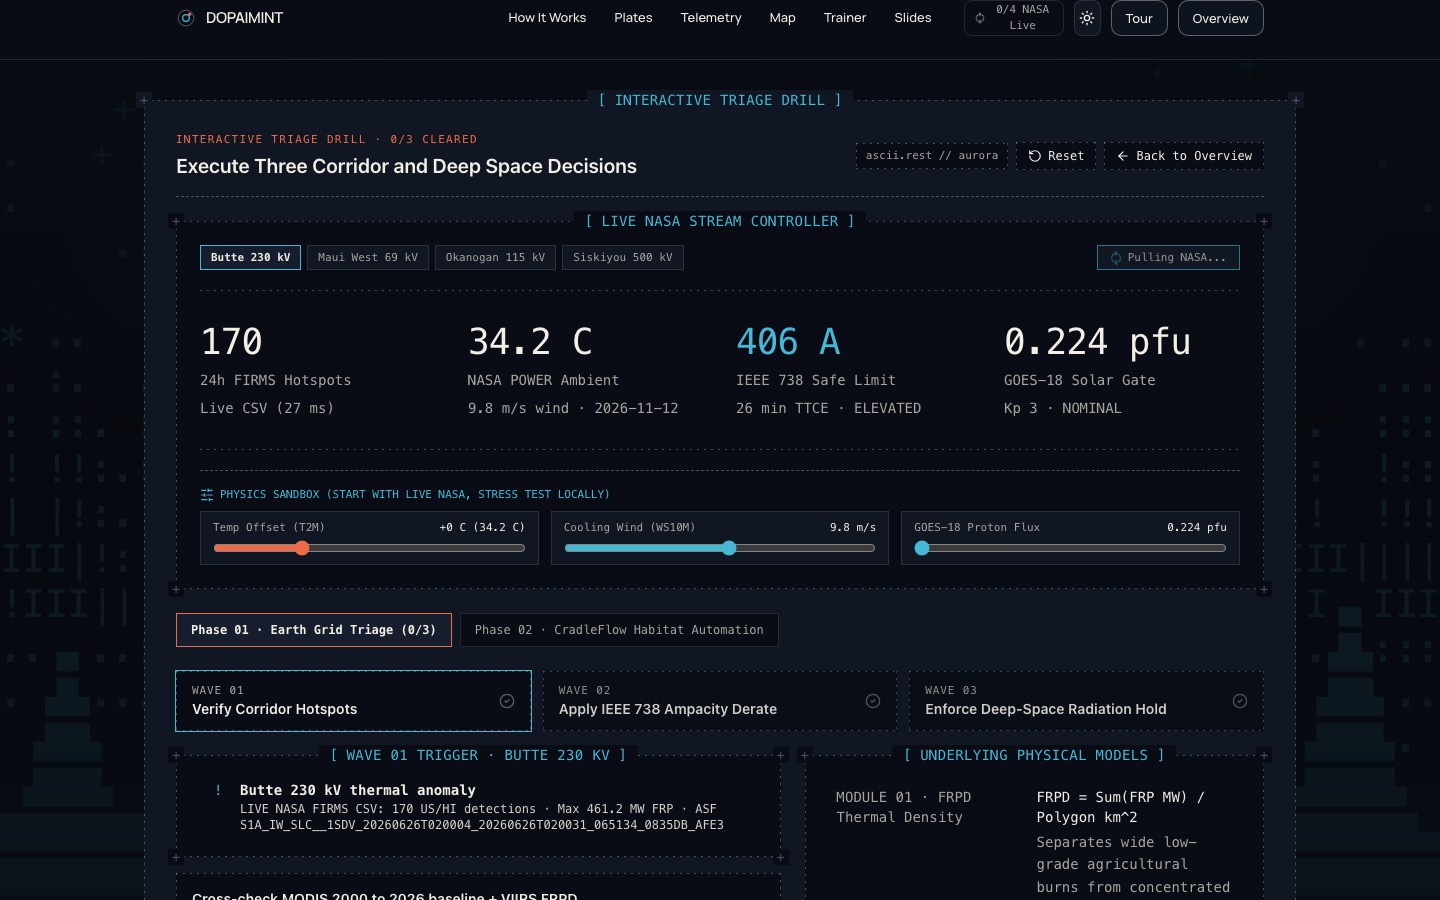 DOPAIMINT
How It Works
Plates
Telemetry
Map
Trainer
Slides
0/4 NASA
Live
Tour
Overview
[ INTERACTIVE TRIAGE DRILL ]
INTERACTIVE TRIAGE DRILL · 0/3 CLEARED
Execute Three Corridor and Deep Space Decisions
ascii.rest // aurora
Reset
Back to Overview
[ LIVE NASA STREAM CONTROLLER ]
Butte 230 kV
Maui West 69 kV
Okanogan 115 kV
Siskiyou 500 kV
Pulling NASA...
170
24h FIRMS Hotspots
Live CSV (27 ms)
34.2 C
NASA POWER Ambient
9.8 m/s wind · 2026-11-12
406 A
IEEE 738 Safe Limit
26 min TTCE · ELEVATED
0.224 pfu
GOES-18 Solar Gate
Kp 3 · NOMINAL
PHYSICS SANDBOX (START WITH LIVE NASA, STRESS TEST LOCALLY)
Temp Offset (T2M)
+0 C (34.2 C)
Cooling Wind (WS10M)
9.8 m/s
GOES-18 Proton Flux
0.224 pfu
Phase 01 · Earth Grid Triage (0/3)
Phase 02 · CradleFlow Habitat Automation
WAVE 01
Verify Corridor Hotspots
WAVE 02
Apply IEEE 738 Ampacity Derate
WAVE 03
Enforce Deep-Space Radiation Hold
[ WAVE 01 TRIGGER · BUTTE 230 KV ]
! Butte 230 kV thermal anomaly
LIVE NASA FIRMS CSV: 170 US/HI detections · Max 461.2 MW FRP · ASF
S1A_IW_SLC__1SDV_20260626T020004_20260626T020031_065134_0835DB_AFE3
Cross-check MODIS 2000 to 2026 baseline + VIIRS FRPD
[ UNDERLYING PHYSICAL MODELS ]
MODULE 01 · FRPD
Thermal Density
FRPD = Sum(FRP MW) /
Polygon km^2
Separates wide low-
grade agricultural
burns from concentrated